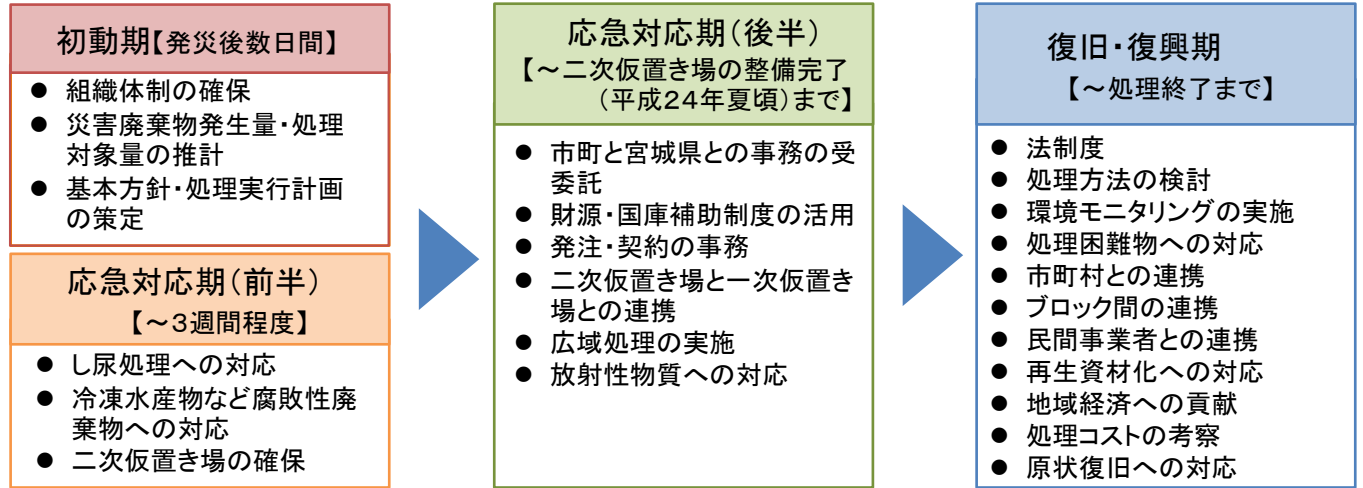 初動期【発災後数日間】
● 組織体制の確保
● 災害廃棄物発生量・処理
対象量の推計
● 基本方針・処理実行計画
の策定
応急対応期(前半)
【～3週間程度】
● し尿処理への対応
● 冷凍水産物など腐敗性廃
棄物への対応
● 二次仮置き場の確保
応急対応期(後半)
【～二次仮置き場の整備完了
(平成24年夏頃)まで】
● 市町と宮城県との事務の受
委託
● 財源・国庫補助制度の活用
● 発注・契約の事務
● 二次仮置き場と一次仮置き
場との連携
● 広域処理の実施
● 放射性物質への対応
復旧・復興期
【～処理終了まで】
● 法制度
● 処理方法の検討
● 環境モニタリングの実施
● 処理困難物への対応
● 市町村との連携
● ブロック間の連携
● 民間事業者との連携
● 再生資材化への対応
● 地域経済への貢献
● 処理コストの考察
● 原状復旧への対応